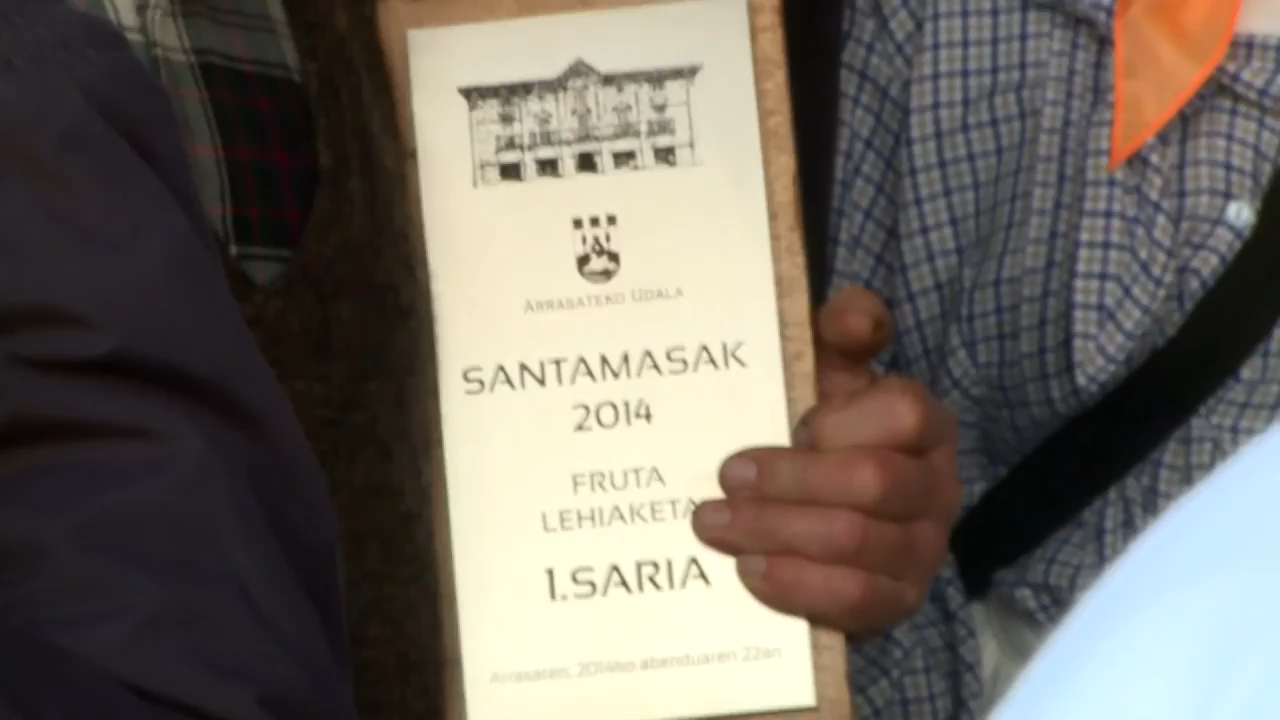 ARRASATEKO UDALA
SANTAMASAK
2014
FRUTA
LEHIAKETA
1.SARIA
Arrasaten, 2014ko abenduaren 22an